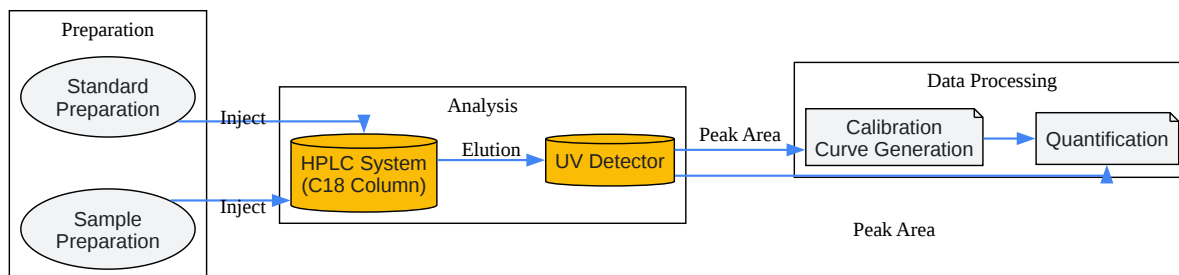 Preparation
Standard
Preparation
Inject
Sample
Preparation
Inject
Analysis
HPLC System
(C18 Column)
Elution
UV Detector
Peak Area
Data Processing
Calibration
Curve Generation
Quantification
Peak Area